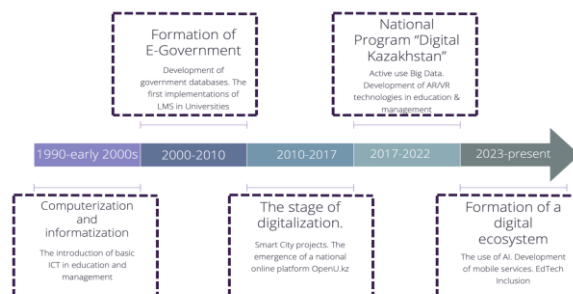 Formation of
E-Government
Development of
government databases. The
first implementations of
LMS in Universities
National
Program “Digital
Kazakhstan”
Active use Big Data.
Development of AR/VR
technologies in education &
management
1990-early 2000s
2000-2010
2010-2017
2017-2022
2023-present
Computerization
and
informatization
The introduction of basic
ICT in education and
management
The stage of
digitalization.
Smart City projects. The
emergence of a national
online platform OpenU.kz
Formation of a
digital
ecosystem
The use of AI. Development
of mobile services. EdTech
Inclusion